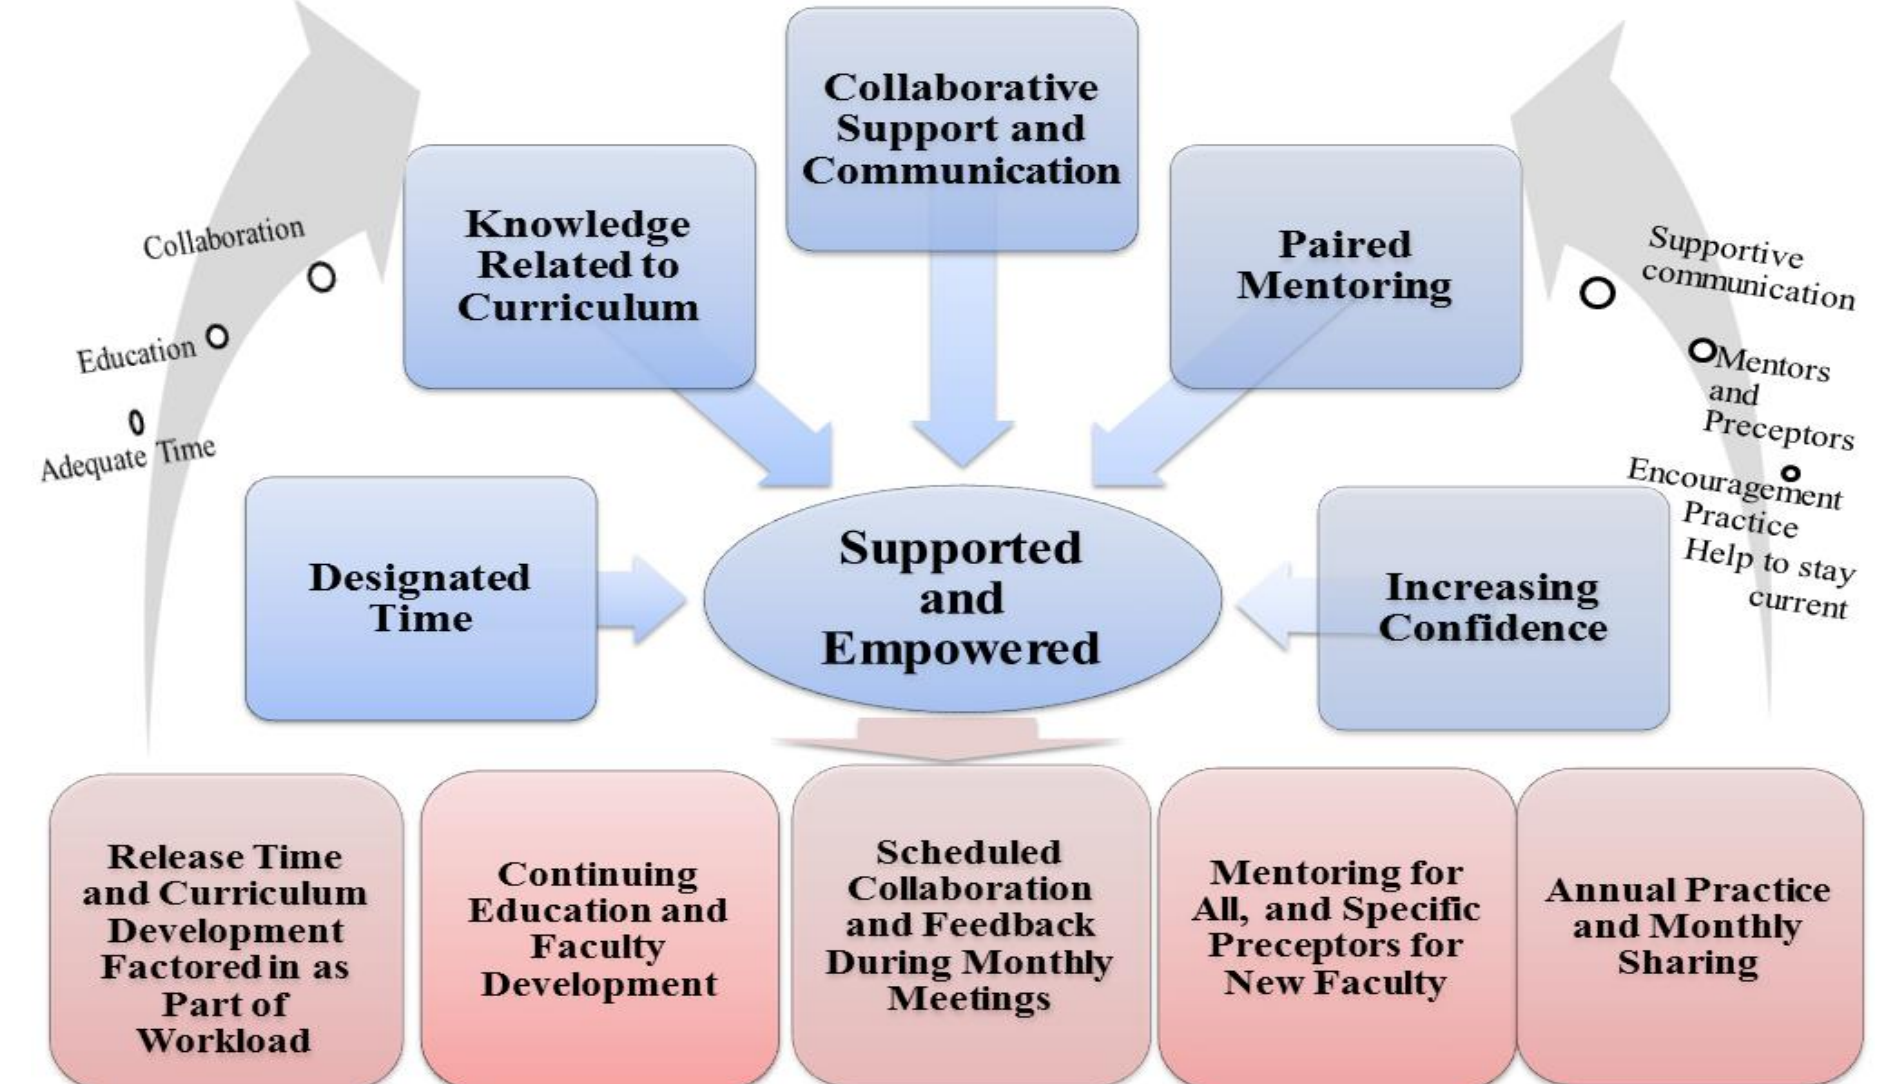 Collaborative
Support and
Communication
Knowledge
Related to
Curriculum
Paired
Mentoring
Collaboration
Education
Adequate Time
Supportive
communication
Mentors
and
Preceptors
Encouragement
Practice
Help to stay
current
Designated
Time
Supported
and
Empowered
Increasing
Confidence
Release Time
and Curriculum
Development
Factored in as
Part of
Workload
Continuing
Education and
Faculty
Development
Scheduled
Collaboration
and Feedback
During Monthly
Meetings
Mentoring for
All, and Specific
Preceptors for
New Faculty
Annual Practice
and Monthly
Sharing